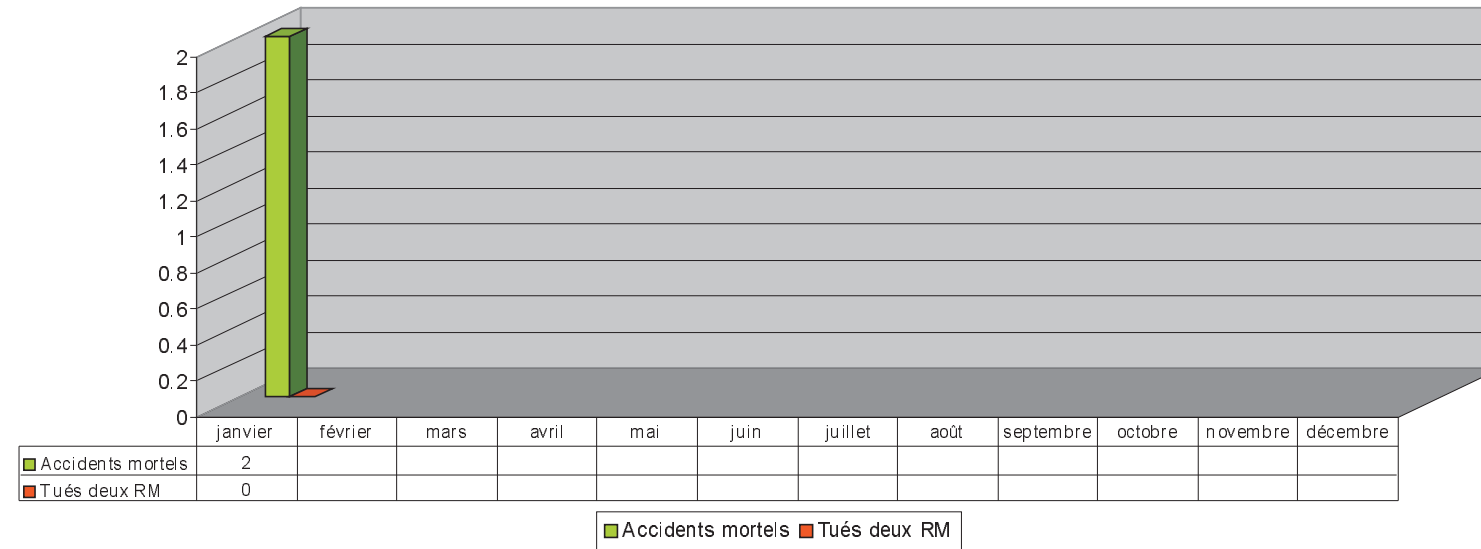 2
1.8
1.6
1.4
1.2
1
0.8
0.6
0.4
0.2
0
janvier février mars avril mai juin juillet août septembre octobre novembre décembre
Accidents mortels 2
Tués deux RM 0
Accidents mortels Tués deux RM